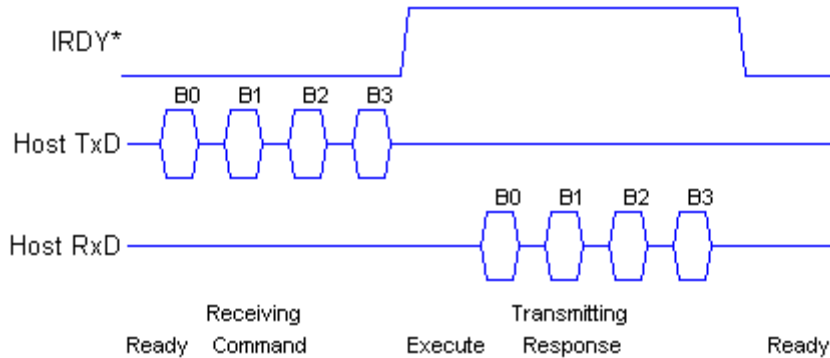 IRDY*
B0 B1 B2 B3
Host TxD
B0 B1 B2 B3
Host RxD
Receiving Transmitting
Ready Command Execute Response Ready